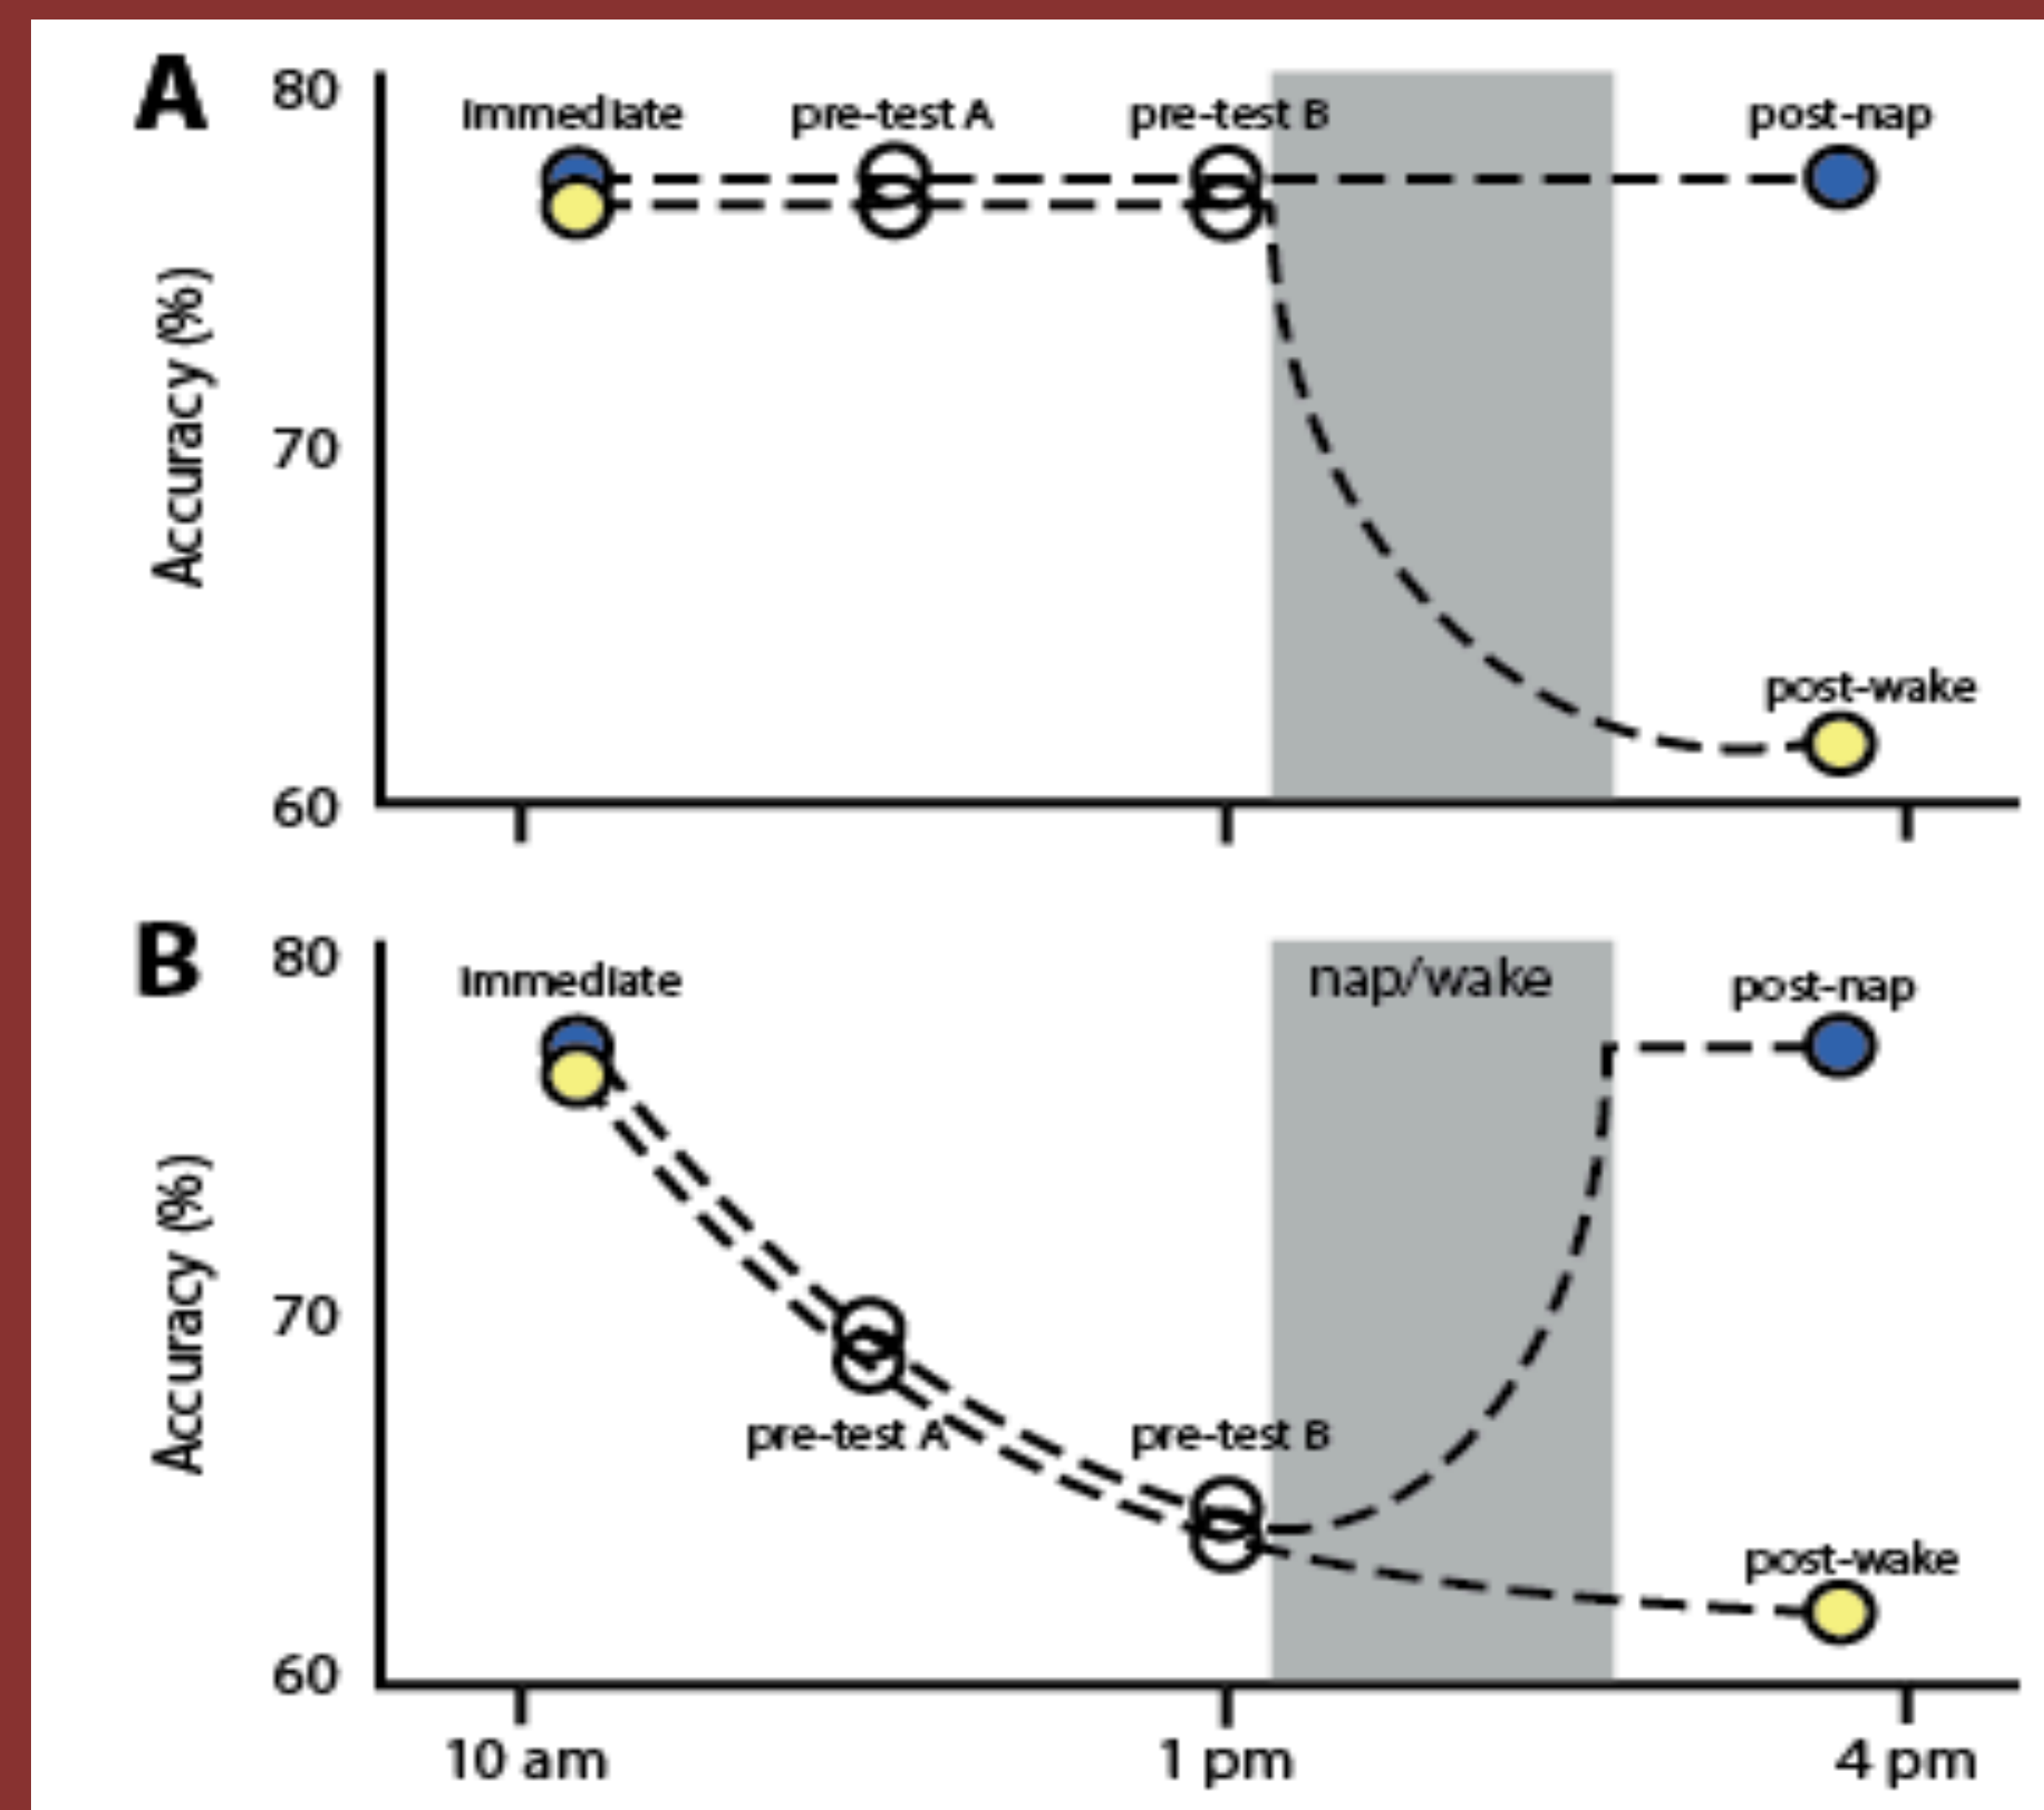 A
80
Immediate pre-test A pre-test B post-nap
Accuracy (%)
70
post-wake
60
B
80
Immediate nap/wake post-nap
Accuracy (%)
70
pre-test A pre-test B
post-wake
60
10 am 1 pm 4 pm